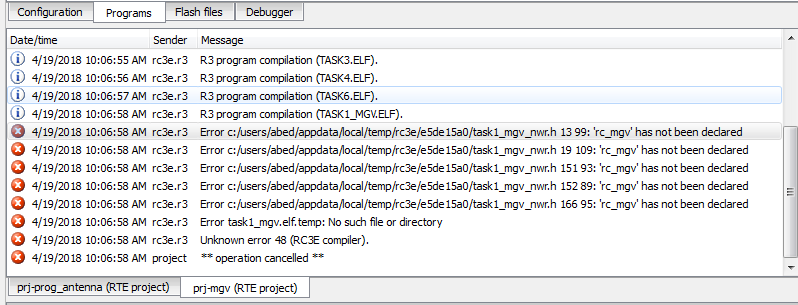 Configuration Programs Flash files Debugger
Date/time Sender Message
4/19/2018 10:06:55 AM rc3e.r3 R3 program compilation (TASK3.ELF).
4/19/2018 10:06:56 AM rc3e.r3 R3 program compilation (TASK4.ELF).
4/19/2018 10:06:57 AM rc3e.r3 R3 program compilation (TASK6.ELF).
4/19/2018 10:06:58 AM rc3e.r3 R3 program compilation (TASK1_MGV.ELF).
4/19/2018 10:06:58 AM rc3e.r3 Error c:/users/abed/appdata/local/temp/rc3e/e5de15a0/task1_mgv_nwr.h 13 99: 'rc_mgv' has not been declared
4/19/2018 10:06:58 AM rc3e.r3 Error c:/users/abed/appdata/local/temp/rc3e/e5de15a0/task1_mgv_nwr.h 19 109: 'rc_mgv' has not been declared
4/19/2018 10:06:58 AM rc3e.r3 Error c:/users/abed/appdata/local/temp/rc3e/e5de15a0/task1_mgv_nwr.h 151 93: 'rc_mgv' has not been declared
4/19/2018 10:06:58 AM rc3e.r3 Error c:/users/abed/appdata/local/temp/rc3e/e5de15a0/task1_mgv_nwr.h 152 89: 'rc_mgv' has not been declared
4/19/2018 10:06:58 AM rc3e.r3 Error c:/users/abed/appdata/local/temp/rc3e/e5de15a0/task1_mgv_nwr.h 166 95: 'rc_mgv' has not been declared
4/19/2018 10:06:58 AM rc3e.r3 Error task1_mgv.elf.temp: No such file or directory
4/19/2018 10:06:58 AM rc3e.r3 Unknown error 48 (RC3E compiler).
4/19/2018 10:06:58 AM project ** operation cancelled **
prj-prog_antenna (RTE project) prj-mgv (RTE project)